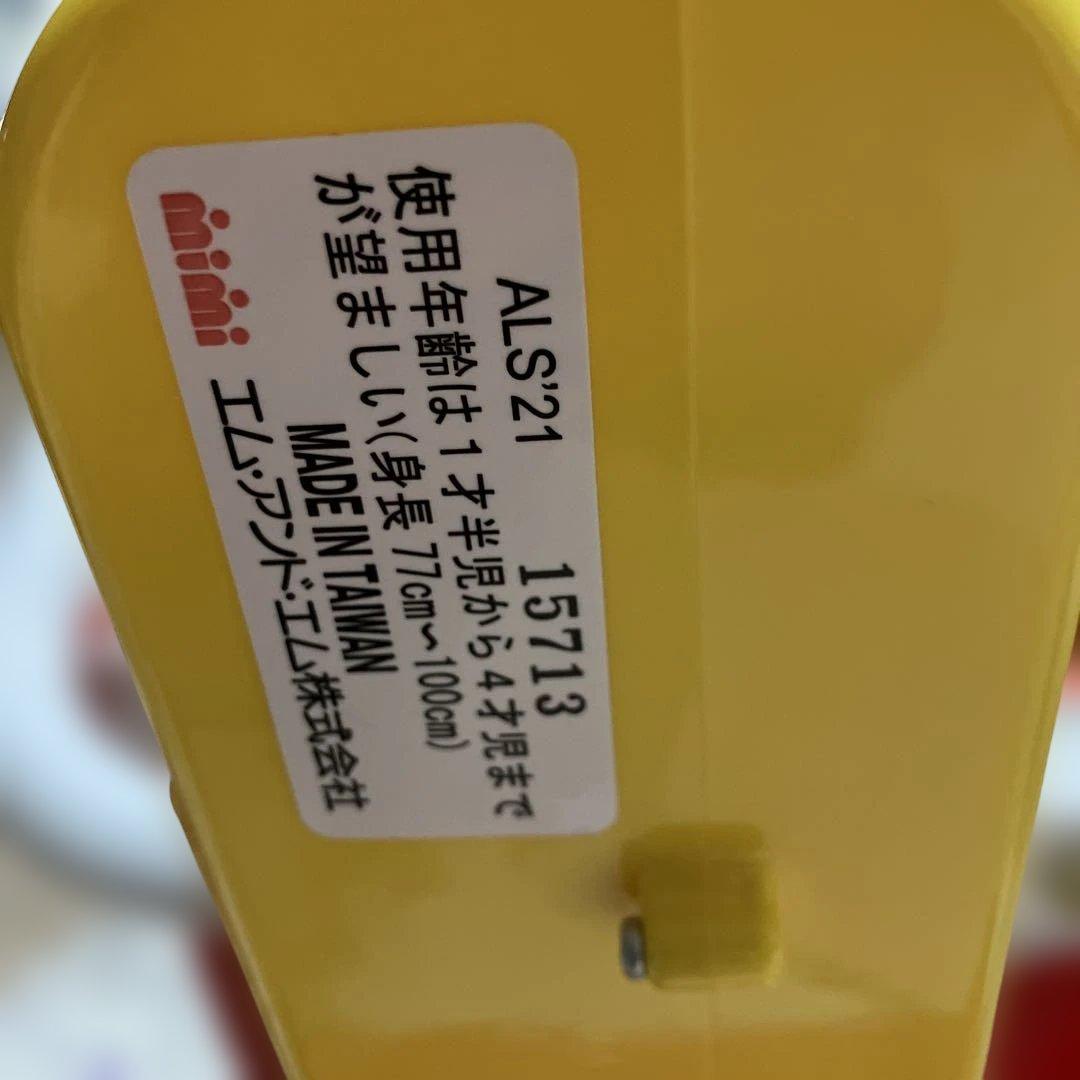 ALS'21 15713
使用年齢は1才半児から4才児まで
が望ましい(身長77cm~100cm)
MADE IN TAIWAN
mimi エム・アンド・エム株式会社